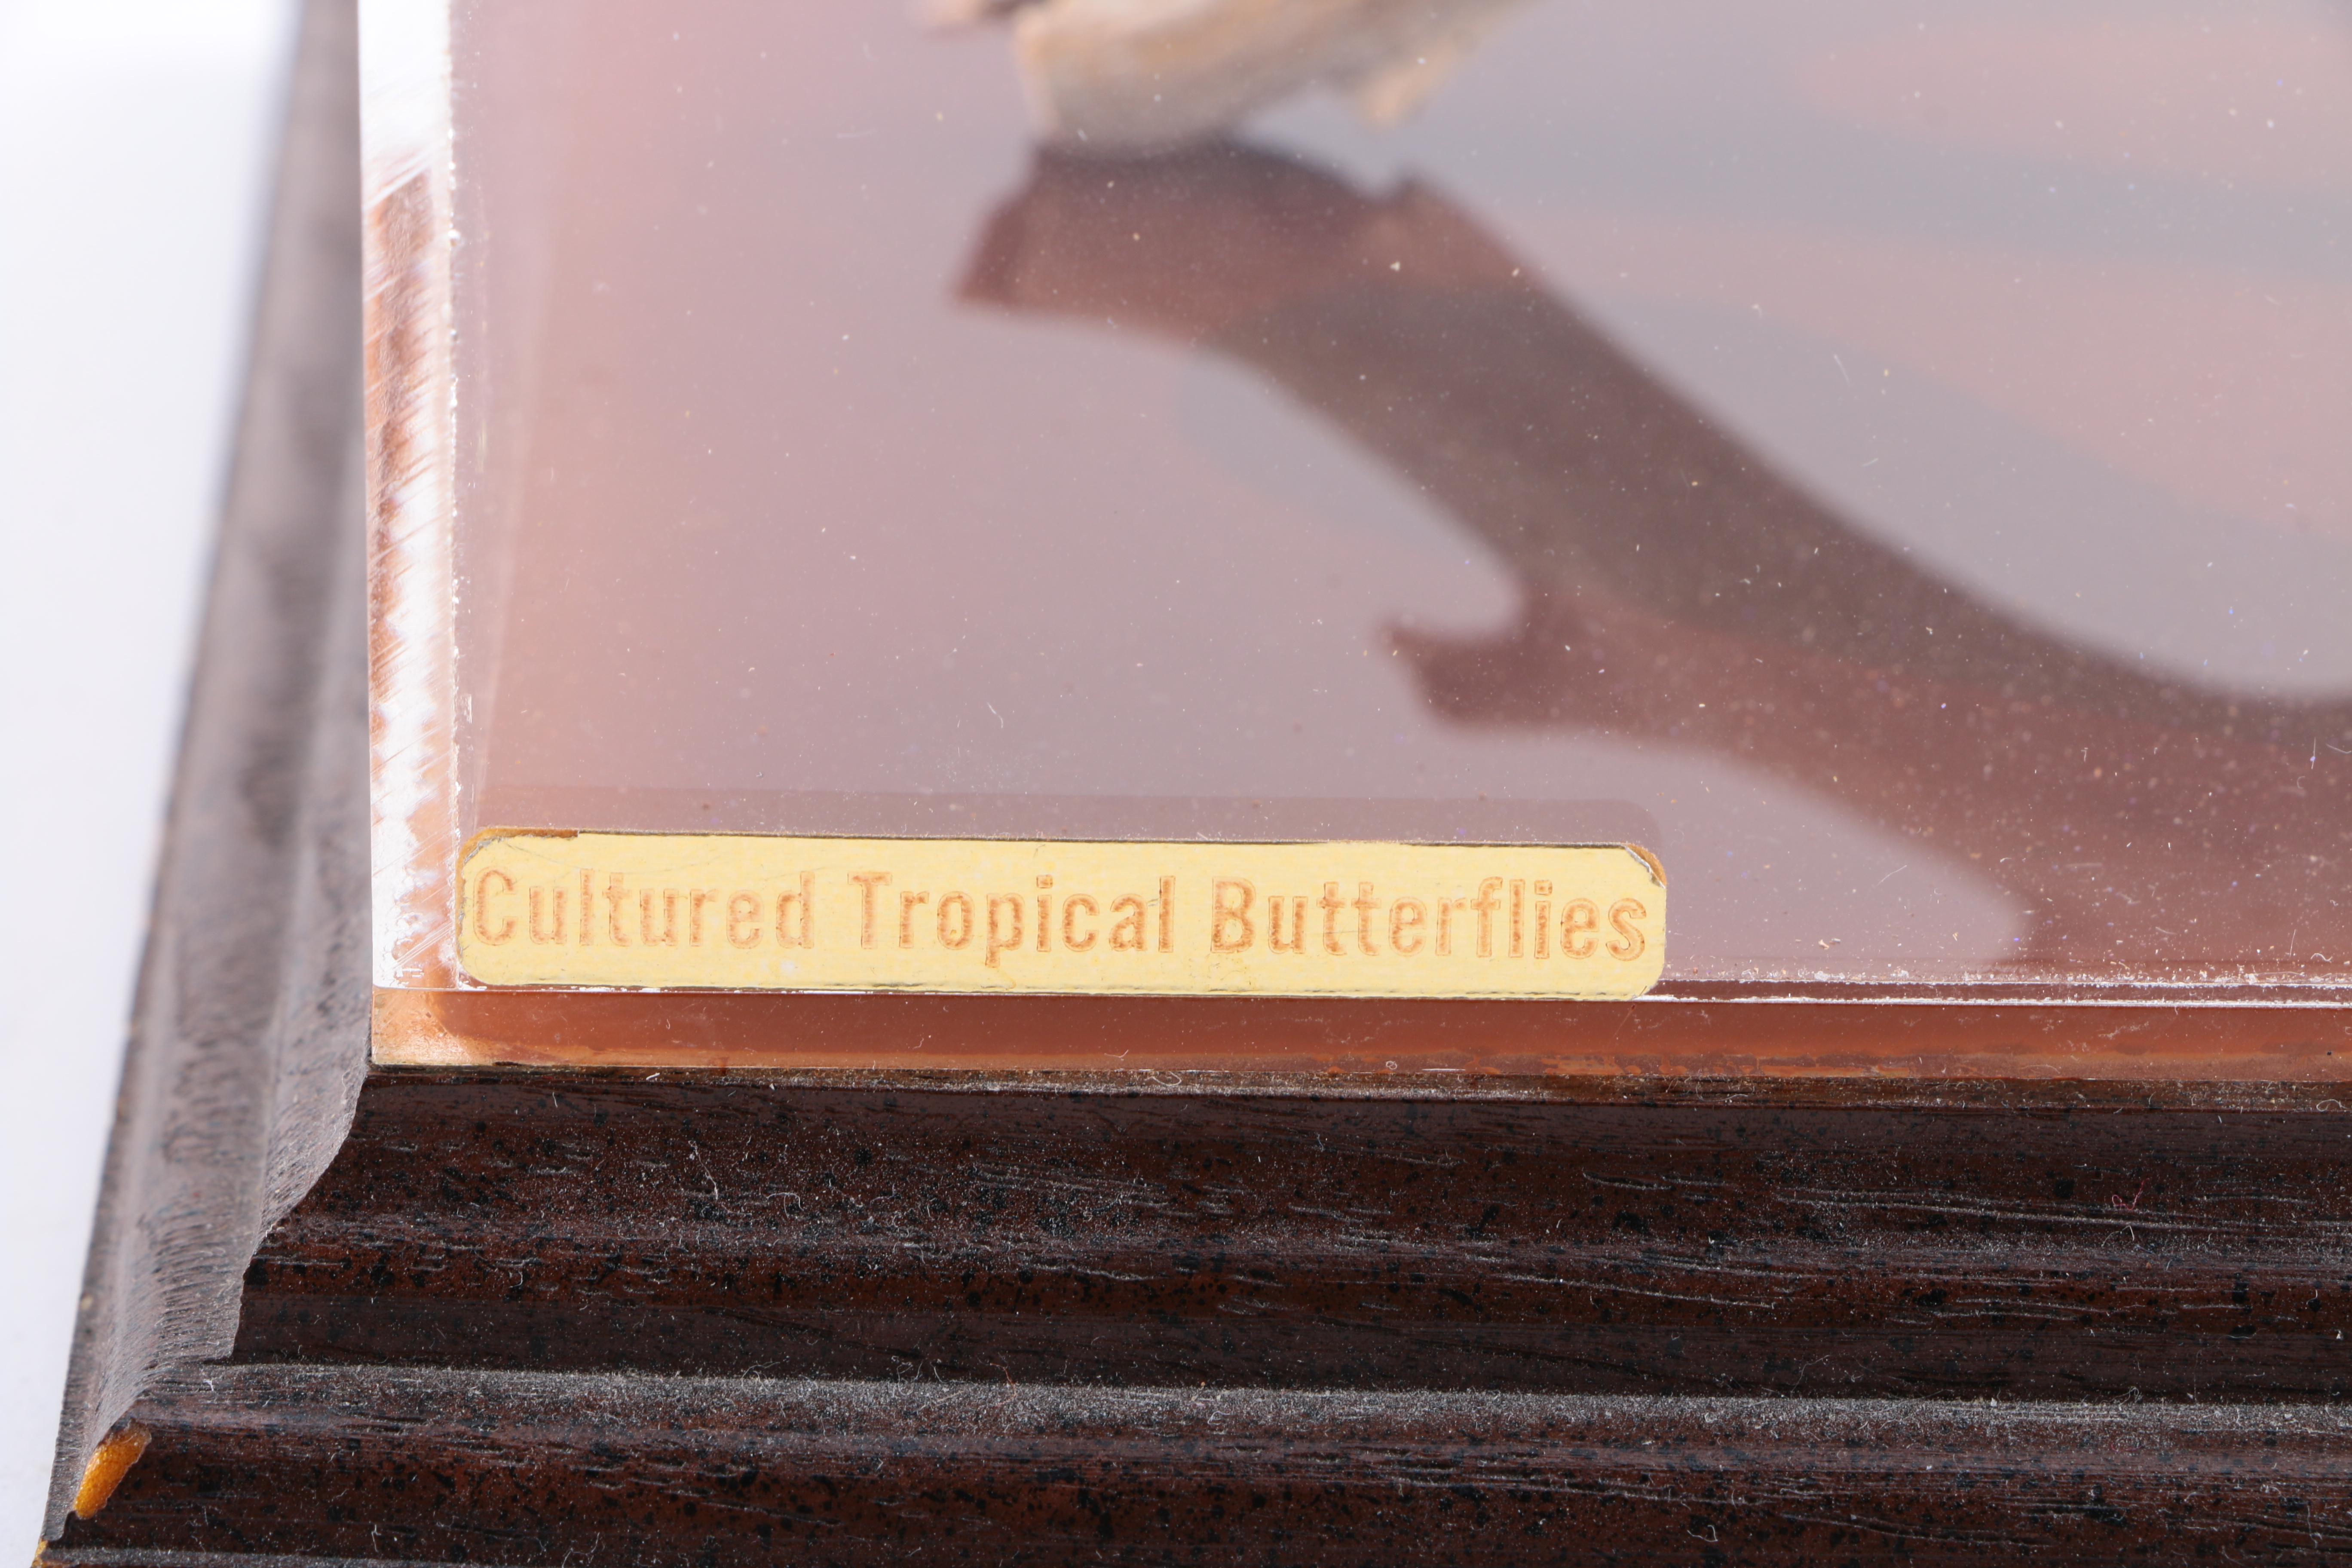 Cultured Tropical Butterflies